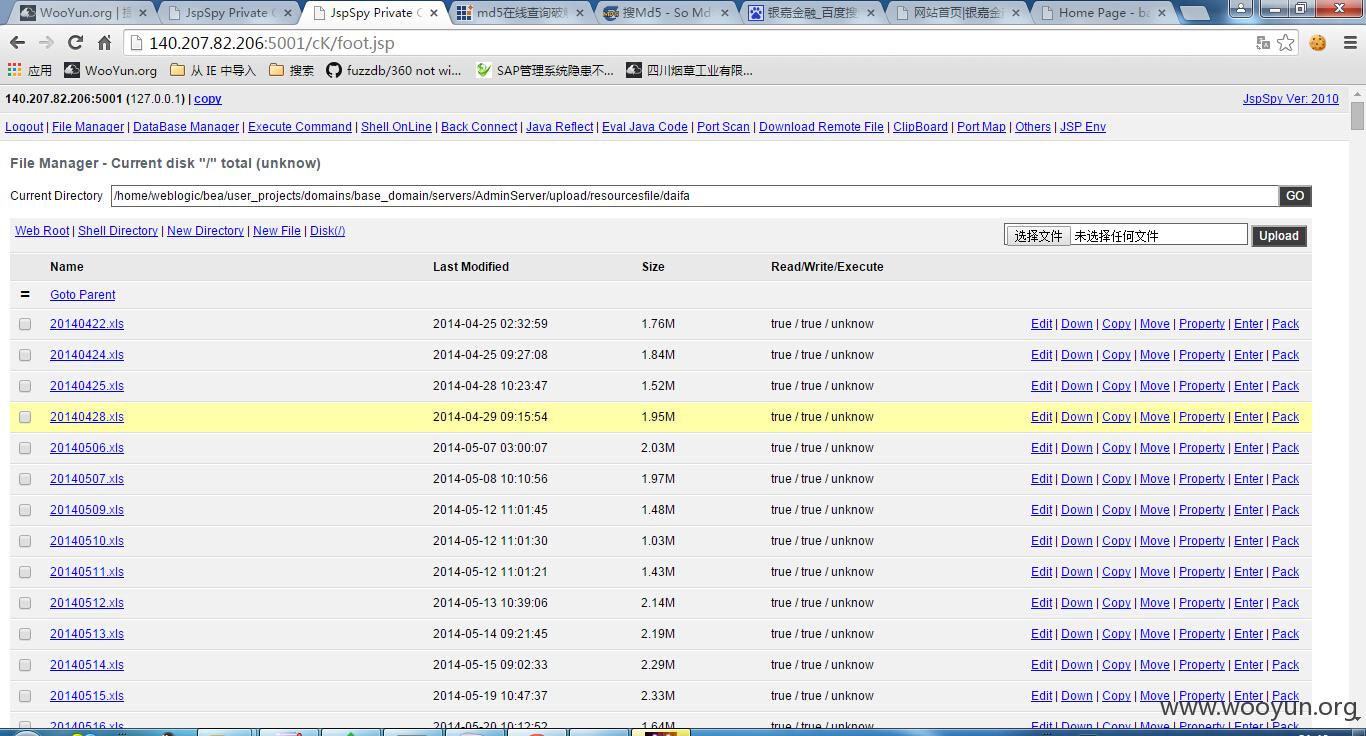 WooYun.org | 提
JspSpy Private C
JspSpy Private C
md5在线查询破解
搜Md5 - So Md
银嘉金融_百度搜
网站首页|银嘉金
Home Page - ba
140.207.82.206:5001/cK/foot.jsp
应用 WooYun.org 从 IE 中导入 搜索 fuzzdb/360 not wi... SAP管理系统隐患不... 四川烟草工业有限...
140.207.82.206:5001 (127.0.0.1) | copy JspSpy Ver: 2010
Logout | File Manager | DataBase Manager | Execute Command | Shell OnLine | Back Connect | Java Reflect | Eval Java Code | Port Scan | Download Remote File | ClipBoard | Port Map | Others | JSP Env
File Manager - Current disk "/" total (unknow)
Current Directory /home/weblogic/bea/user_projects/domains/base_domain/servers/AdminServer/upload/resourcesfile/daifa GO
Web Root | Shell Directory | New Directory | New File | Disk(/) 选择文件 未选择任何文件 Upload
Name Last Modified Size Read/Write/Execute
= Goto Parent
20140422.xls 2014-04-25 02:32:59 1.76M true / true / unknow Edit | Down | Copy | Move | Property | Enter | Pack
20140424.xls 2014-04-25 09:27:08 1.84M true / true / unknow Edit | Down | Copy | Move | Property | Enter | Pack
20140425.xls 2014-04-28 10:23:47 1.52M true / true / unknow Edit | Down | Copy | Move | Property | Enter | Pack
20140428.xls 2014-04-29 09:15:54 1.95M true / true / unknow Edit | Down | Copy | Move | Property | Enter | Pack
20140506.xls 2014-05-07 03:00:07 2.03M true / true / unknow Edit | Down | Copy | Move | Property | Enter | Pack
20140507.xls 2014-05-08 10:10:56 1.97M true / true / unknow Edit | Down | Copy | Move | Property | Enter | Pack
20140509.xls 2014-05-12 11:01:45 1.48M true / true / unknow Edit | Down | Copy | Move | Property | Enter | Pack
20140510.xls 2014-05-12 11:01:30 1.03M true / true / unknow Edit | Down | Copy | Move | Property | Enter | Pack
20140511.xls 2014-05-12 11:01:21 1.43M true / true / unknow Edit | Down | Copy | Move | Property | Enter | Pack
20140512.xls 2014-05-13 10:39:06 2.14M true / true / unknow Edit | Down | Copy | Move | Property | Enter | Pack
20140513.xls 2014-05-14 09:21:45 2.19M true / true / unknow Edit | Down | Copy | Move | Property | Enter | Pack
20140514.xls 2014-05-15 09:02:33 2.29M true / true / unknow Edit | Down | Copy | Move | Property | Enter | Pack
20140515.xls 2014-05-19 10:47:37 2.33M true / true / unknow Edit | Down | Copy | Move | Property | Enter | Pack
20140516.xls 2014-05-20 10:12:52 1.64M true / true / unknow Edit | Down | Copy | Move | Property | Enter | Pack
www.wooyun.org